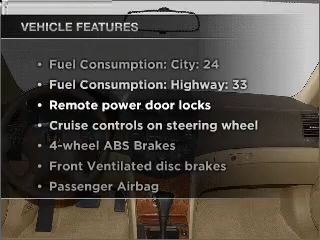 VEHICLE FEATURES
• Fuel Consumption: City: 24
• Fuel Consumption: Highway: 33
• Remote power door locks
• Cruise controls on steering wheel
• 4-wheel ABS Brakes
• Front Ventilated disc brakes
• Passenger Airbag